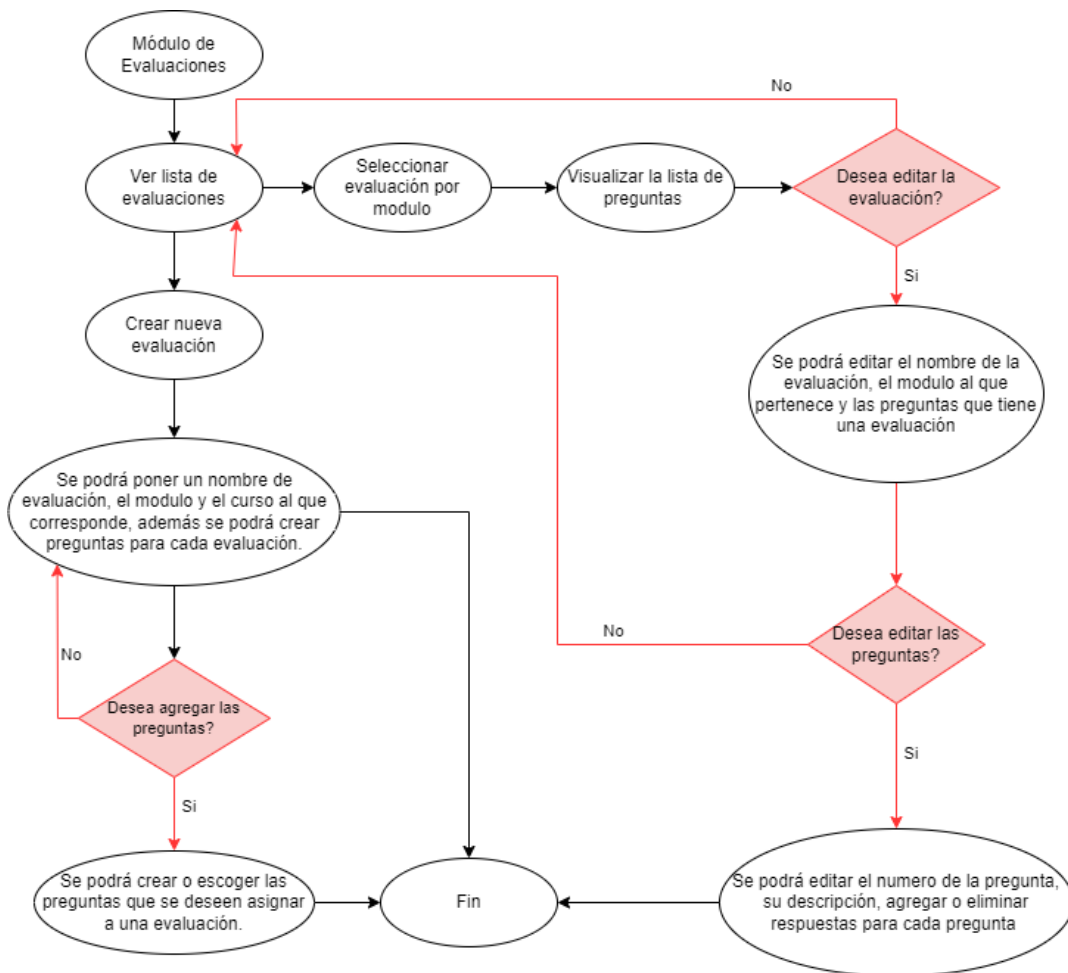 Módulo de
Evaluaciones
No
Ver lista de
evaluaciones
Seleccionar
evaluación por
modulo
Visualizar la lista de
preguntas
Desea editar la
evaluación?
Si
Crear nueva
evaluación
Se podrá editar el nombre de la
evaluación, el modulo al que
pertenece y las preguntas que tiene
una evaluación
Se podrá poner un nombre de
evaluación, el modulo y el curso al que
corresponde, además se podrá crear
preguntas para cada evaluación.
No
Desea editar las
preguntas?
No
Desea agregar las
preguntas?
Si
Si
Se podrá crear o escoger las
preguntas que se deseen asignar
a una evaluación.
Fin
Se podrá editar el numero de la pregunta,
su descripción, agregar o eliminar
respuestas para cada pregunta